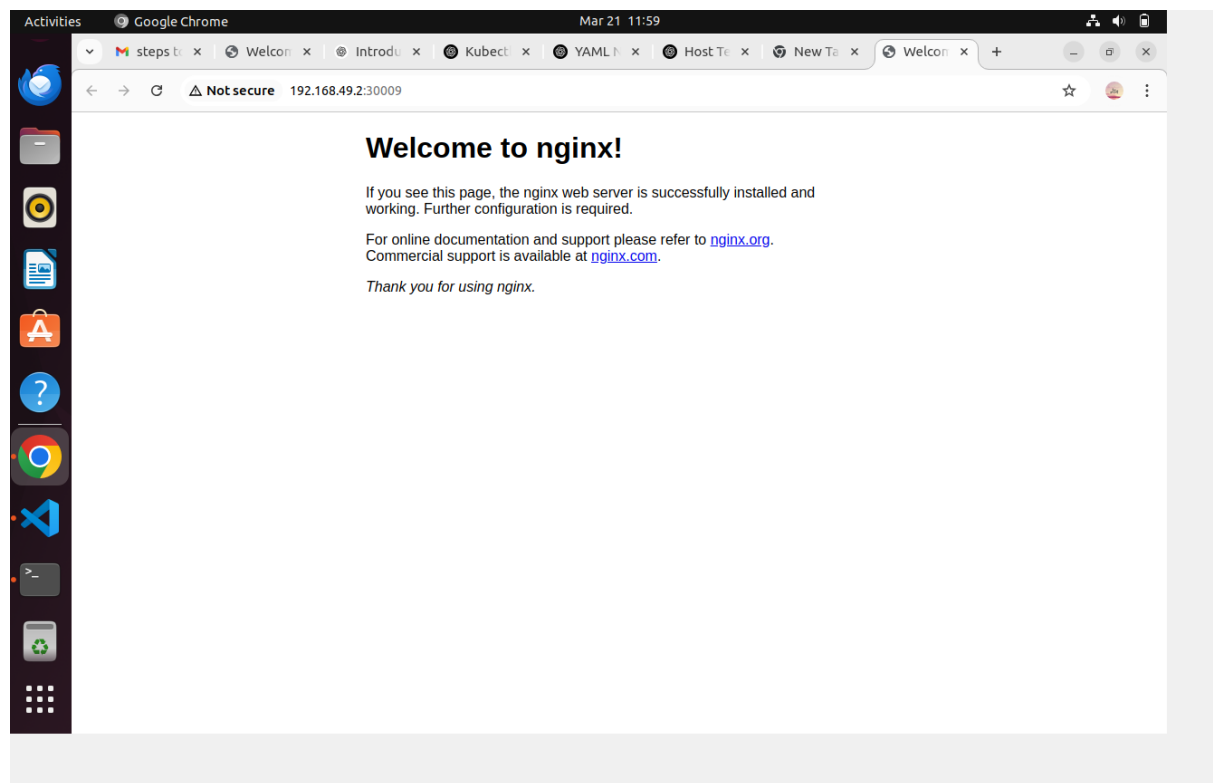 Activities Google Chrome Mar 21 11:59
steps t Welcon Introdu Kubect YAML N Host Te New Ta Welcon
Not secure 192.168.49.2:30009
Welcome to nginx!
If you see this page, the nginx web server is successfully installed and
working. Further configuration is required.
For online documentation and support please refer to nginx.org.
Commercial support is available at nginx.com.
Thank you for using nginx.